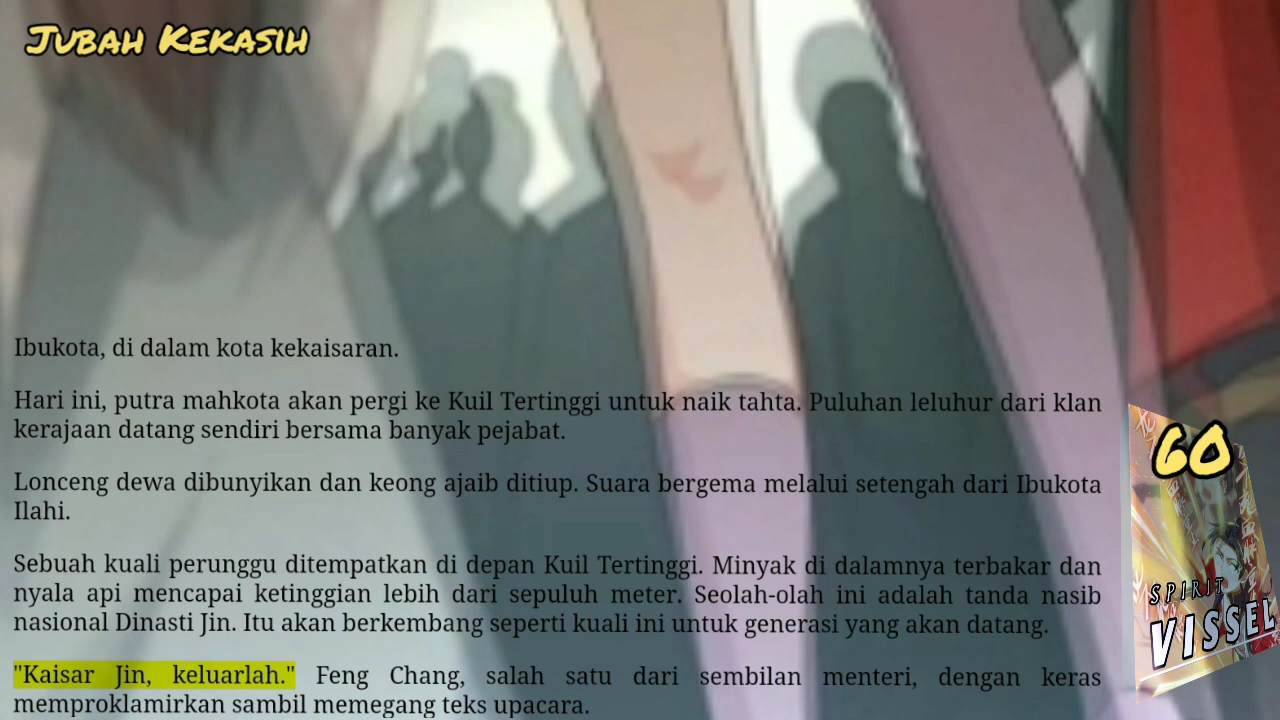 Jubah Kekasih
Ibukota, di dalam kota kekaisaran.
Hari ini, putra mahkota akan pergi ke Kuil Tertinggi untuk naik tahta. Puluhan leluhur dari klan
kerajaan datang sendiri bersama banyak pejabat.
Lonceng dewa dibunyikan dan keong ajaib ditiup. Suara bergema melalui setengah dari Ibukota
Ilahi.
Sebuah kuali perunggu ditempatkan di depan Kuil Tertinggi. Minyak di dalamnya terbakar dan
nyala api mencapai ketinggian lebih dari sepuluh meter. Seolah-olah ini adalah tanda nasib
nasional Dinasti Jin. Itu akan berkembang seperti kuali ini untuk generasi yang akan datang.
"Kaisar Jin, keluarlah." Feng Chang, salah satu dari sembilan menteri, dengan keras
memproklamirkan sambil memegang teks upacara.
60
SPIRIT
VISSEL